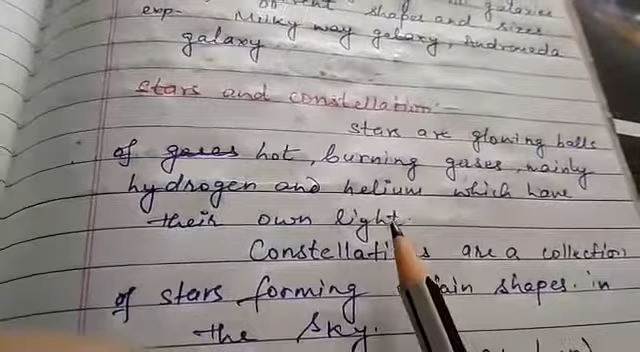 shapes and sizes
exp- Milky way galaxy, Andromeda
galaxy
stars and constellation:-
stars are glowing balls
of gases hot, burning gases, mainly
hydrogen and helium which have
their own light.
are a collection
of stars forming shapes in
the sky.